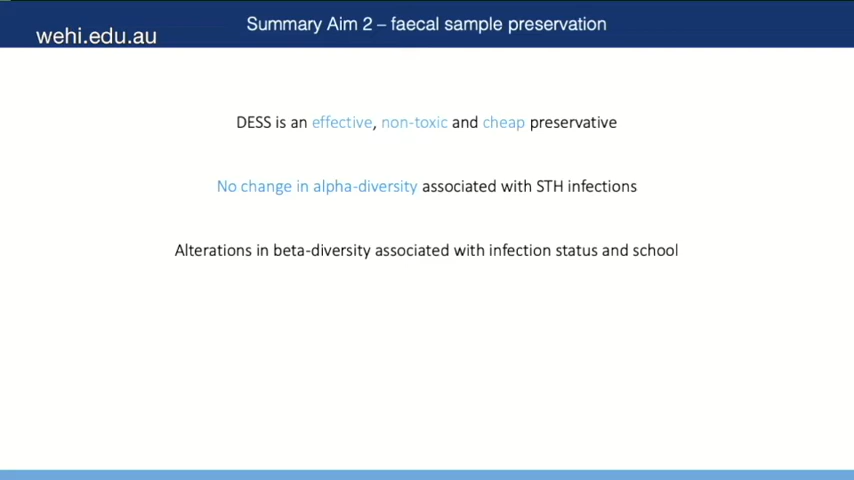 Summary Aim 2 – faecal sample preservation
wehi.edu.au
DESS is an effective, non-toxic and cheap preservative
No change in alpha-diversity associated with STH infections
Alterations in beta-diversity associated with infection status and school